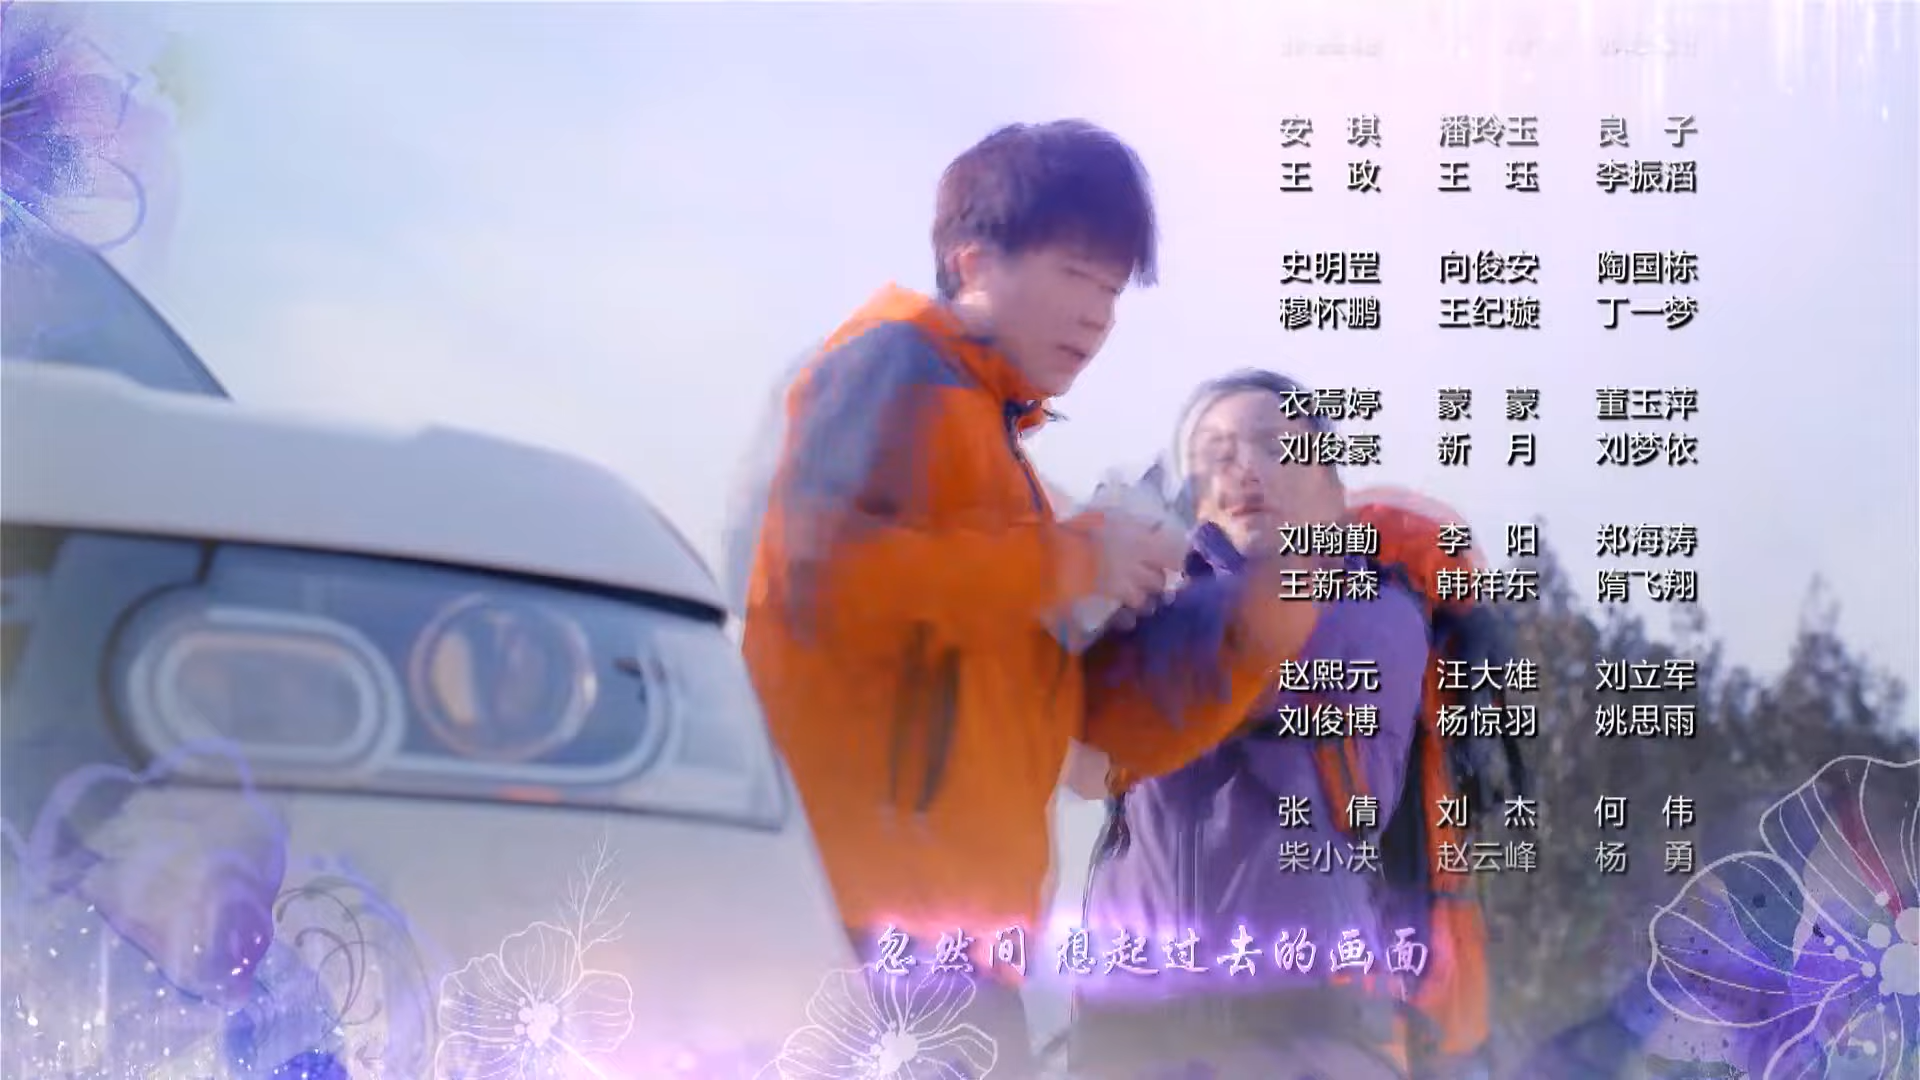 安　琪　潘玲玉　良　子
王　政　王　珏　李振滔
史明罡　向俊安　陶国栋
穆怀鹏　王纪璇　丁一梦
衣焉婷　蒙　蒙　董玉萍
刘俊豪　新　月　刘梦依
刘翰勤　李　阳　郑海涛
王新森　韩祥东　隋飞翔
赵熙元　汪大雄　刘立军
刘俊博　杨惊羽　姚思雨
张　倩　刘　杰　何　伟
柴小决　赵云峰　杨　勇
忽然间 想起过去的画面